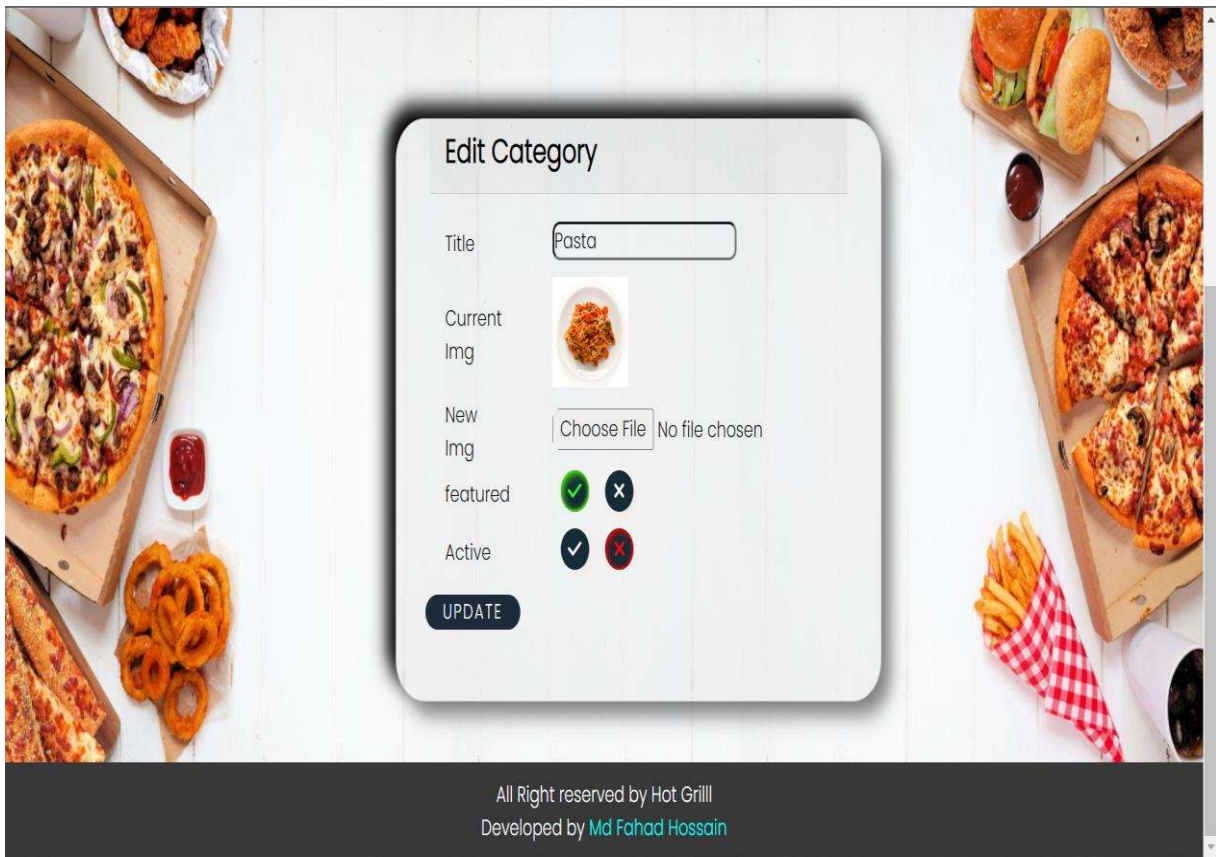 Edit Category
Title
Pasta
Current
Img
New
Img
Choose File No file chosen
featured
Active
UPDATE
All Right reserved by Hot Grilll
Developed by Md Fahad Hossain